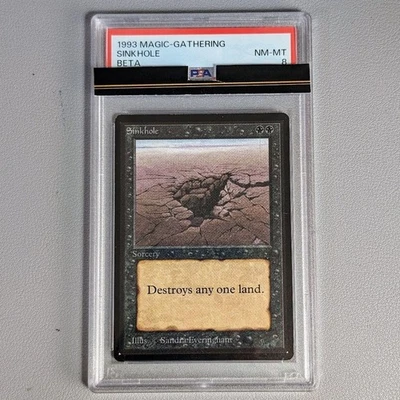 1993 MAGIC-GATHERING
SINKHOLE NM-MT
BETA 8
PSA
Sinkhole
Sorcery
Destroys any one land.
Illus. Sandra Everingham